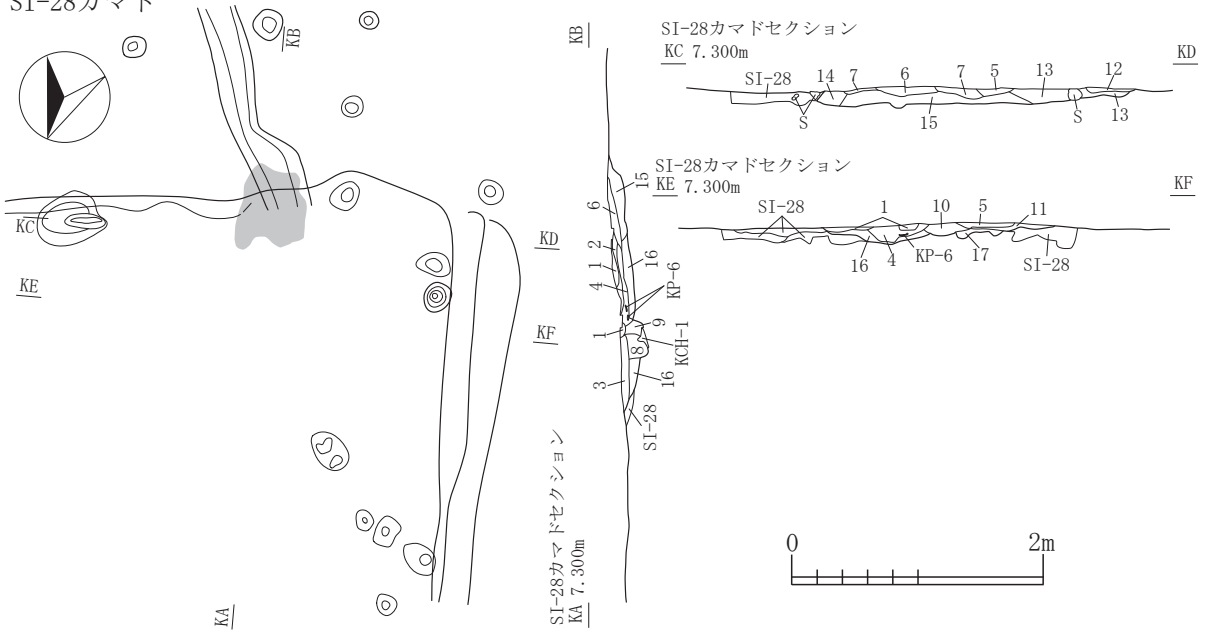 SI-28カマド
KB
KC
KE
KD
KF
KA
KB
15
6
2
1
4
16
KP-6
1
9
8
KCH-1
3
16
SI-28
SI-28カマドセクション
KA 7.300m
SI-28カマドセクション
KC 7.300m
KD
SI-28 14 7 6 7 5 13 12
S 15 S 13
SI-28カマドセクション
KE 7.300m
KF
SI-28 1 10 5 11
16 4 KP-6 17 SI-28
0 2m